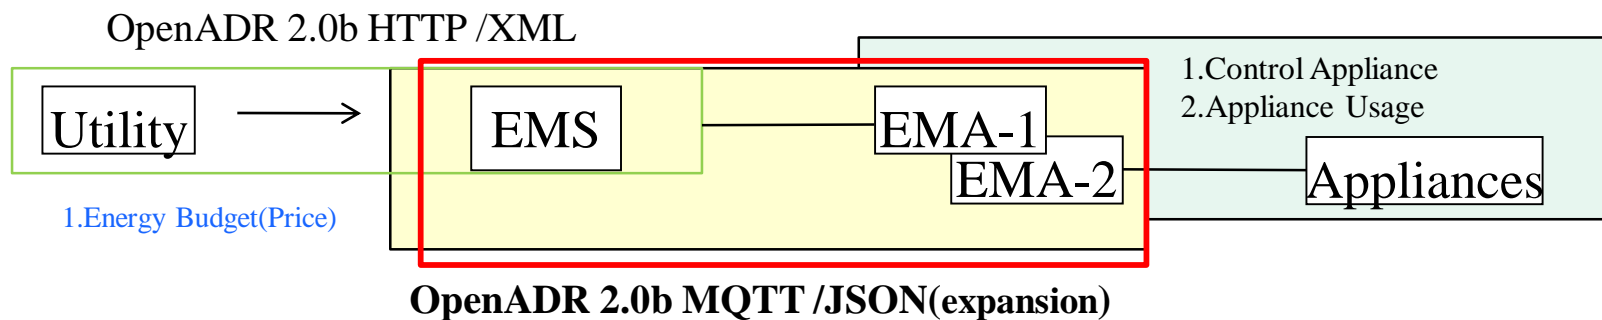 OpenADR 2.0b HTTP /XML
1.Control Appliance
2.Appliance Usage
Utility
EMS
EMA-1
EMA-2
Appliances
1.Energy Budget(Price)
OpenADR 2.0b MQTT /JSON(expansion)